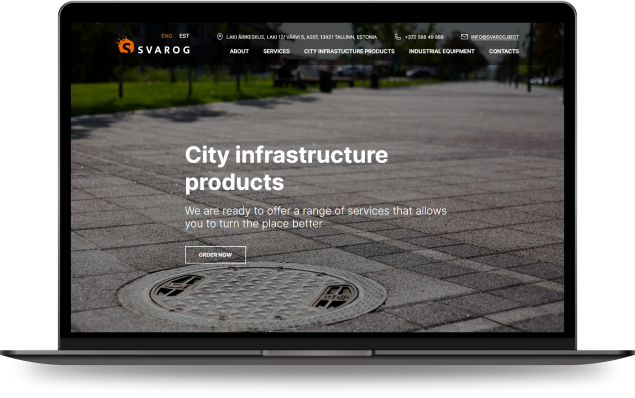 ENG EST
SVAROG
LAKI ÄRIKESKUS, LAKI 12/ VÄRVI 5, A207, 13421 TALLINN, ESTONIA
+372 588 49 888
INFO@SVAROG.BEST
ABOUT
SERVICES
CITY INFRASTUCTURE PRODUCTS
INDUSTRIAL EQUIPMENT
CONTACTS
City infrastructure
products
We are ready to offer a range of services that allows
you to turn the place better
ORDER NOW